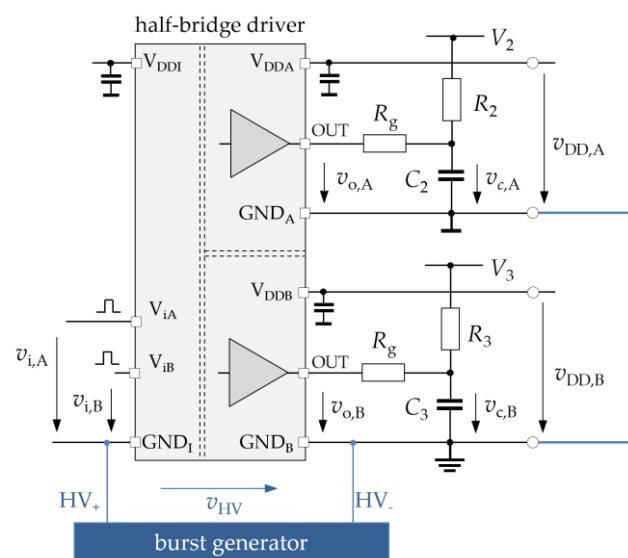 half-bridge driver
V_DDI
V_DDA
V_2
R_g
R_2
OUT
v_DD,A
v_o,A
C_2
v_c,A
GND_A
V_3
V_DDB
V_iA
R_g
R_3
OUT
v_i,A
V_iB
v_DD,B
v_i,B
v_o,B
C_3
v_c,B
GND_I
GND_B
HV_+
v_HV
HV_-
burst generator